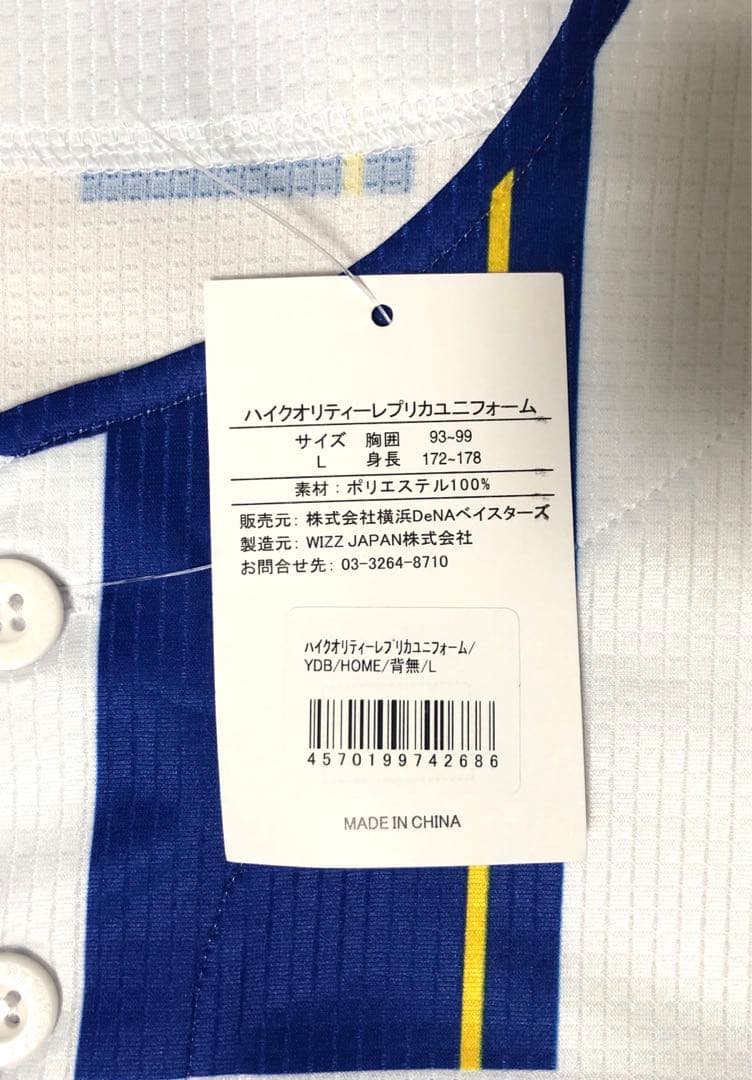 ハイクオリティーレプリカユニフォーム
サイズ 胸囲 93~99
L 身長 172~178
素材：ポリエステル100%
販売元：株式会社横浜DeNAベイスターズ
製造元：WIZZ JAPAN株式会社
お問合せ先：03-3264-8710
ﾊｲｸｵﾘﾃｨｰﾚﾌﾟﾘｶﾕﾆﾌｫｰﾑ/
YDB/HOME/背無/L
4570199742686
MADE IN CHINA